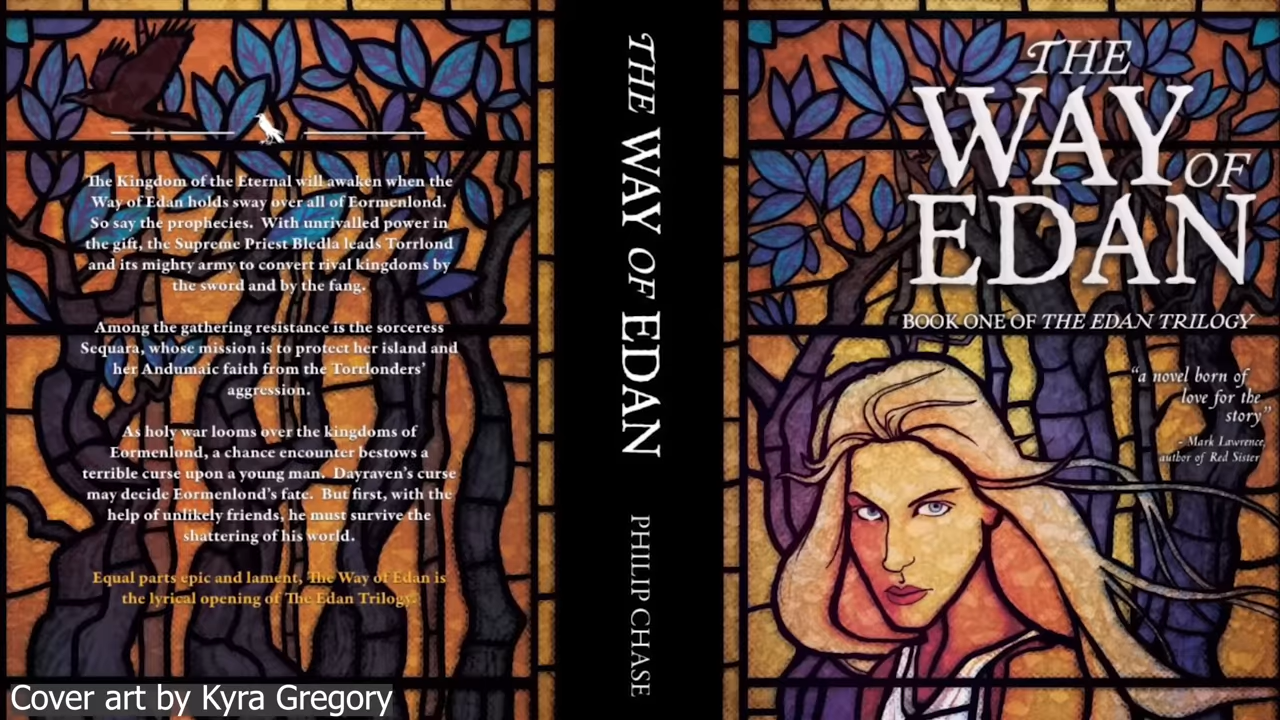 The Kingdom of the Eternal will awaken when the
Way of Edan holds sway over all of Eormenlond.
So say the prophecies. With unrivalled power in
the gift, the Supreme Priest Bledla leads Torrlond
and its mighty army to convert rival kingdoms by
the sword and by the fang.
Among the gathering resistance is the sorceress
Sequara, whose mission is to protect her island and
her Andumaic faith from the Torrlonders’
aggression.
As holy war looms over the kingdoms of
Eormenlond, a chance encounter bestows a
terrible curse upon a young man. Dayraven’s curse
may decide Eormenlond’s fate. But first, with the
help of unlikely friends, he must survive the
shattering of his world.
Equal parts epic and lament, The Way of Edan is
the lyrical opening of The Edan Trilogy.
Cover art by Kyra Gregory
THE WAY OF EDAN
PHILIP CHASE
THE
WAY OF
EDAN
BOOK ONE OF THE EDAN TRILOGY
“a novel born of
love for the
story”
- Mark Lawrence,
author of Red Sister